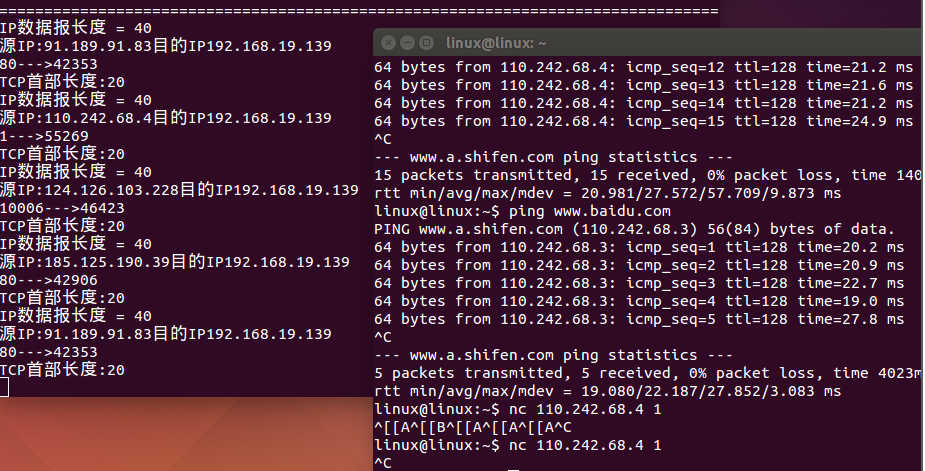 ================================================================================
IP数据报长度 = 40
源IP:91.189.91.83目的IP192.168.19.139
80--->42353
TCP首部长度:20
IP数据报长度 = 40
源IP:110.242.68.4目的IP192.168.19.139
1--->55269
TCP首部长度:20
IP数据报长度 = 40
源IP:124.126.103.228目的IP192.168.19.139
10006--->46423
TCP首部长度:20
IP数据报长度 = 40
源IP:185.125.190.39目的IP192.168.19.139
80--->42906
TCP首部长度:20
IP数据报长度 = 40
源IP:91.189.91.83目的IP192.168.19.139
80--->42353
TCP首部长度:20
linux@linux: ~
64 bytes from 110.242.68.4: icmp_seq=12 ttl=128 time=21.2 ms
64 bytes from 110.242.68.4: icmp_seq=13 ttl=128 time=21.6 ms
64 bytes from 110.242.68.4: icmp_seq=14 ttl=128 time=21.2 ms
64 bytes from 110.242.68.4: icmp_seq=15 ttl=128 time=24.9 ms
^C
--- www.a.shifen.com ping statistics ---
15 packets transmitted, 15 received, 0% packet loss, time 140
rtt min/avg/max/mdev = 20.981/27.572/57.709/9.873 ms
linux@linux:~$ ping www.baidu.com
PING www.a.shifen.com (110.242.68.3) 56(84) bytes of data.
64 bytes from 110.242.68.3: icmp_seq=1 ttl=128 time=20.2 ms
64 bytes from 110.242.68.3: icmp_seq=2 ttl=128 time=20.9 ms
64 bytes from 110.242.68.3: icmp_seq=3 ttl=128 time=22.7 ms
64 bytes from 110.242.68.3: icmp_seq=4 ttl=128 time=19.0 ms
64 bytes from 110.242.68.3: icmp_seq=5 ttl=128 time=27.8 ms
^C
--- www.a.shifen.com ping statistics ---
5 packets transmitted, 5 received, 0% packet loss, time 4023m
rtt min/avg/max/mdev = 19.080/22.187/27.852/3.083 ms
linux@linux:~$ nc 110.242.68.4 1
^[[A^[[B^[[A^[[A^[[A^C
linux@linux:~$ nc 110.242.68.4 1
^C